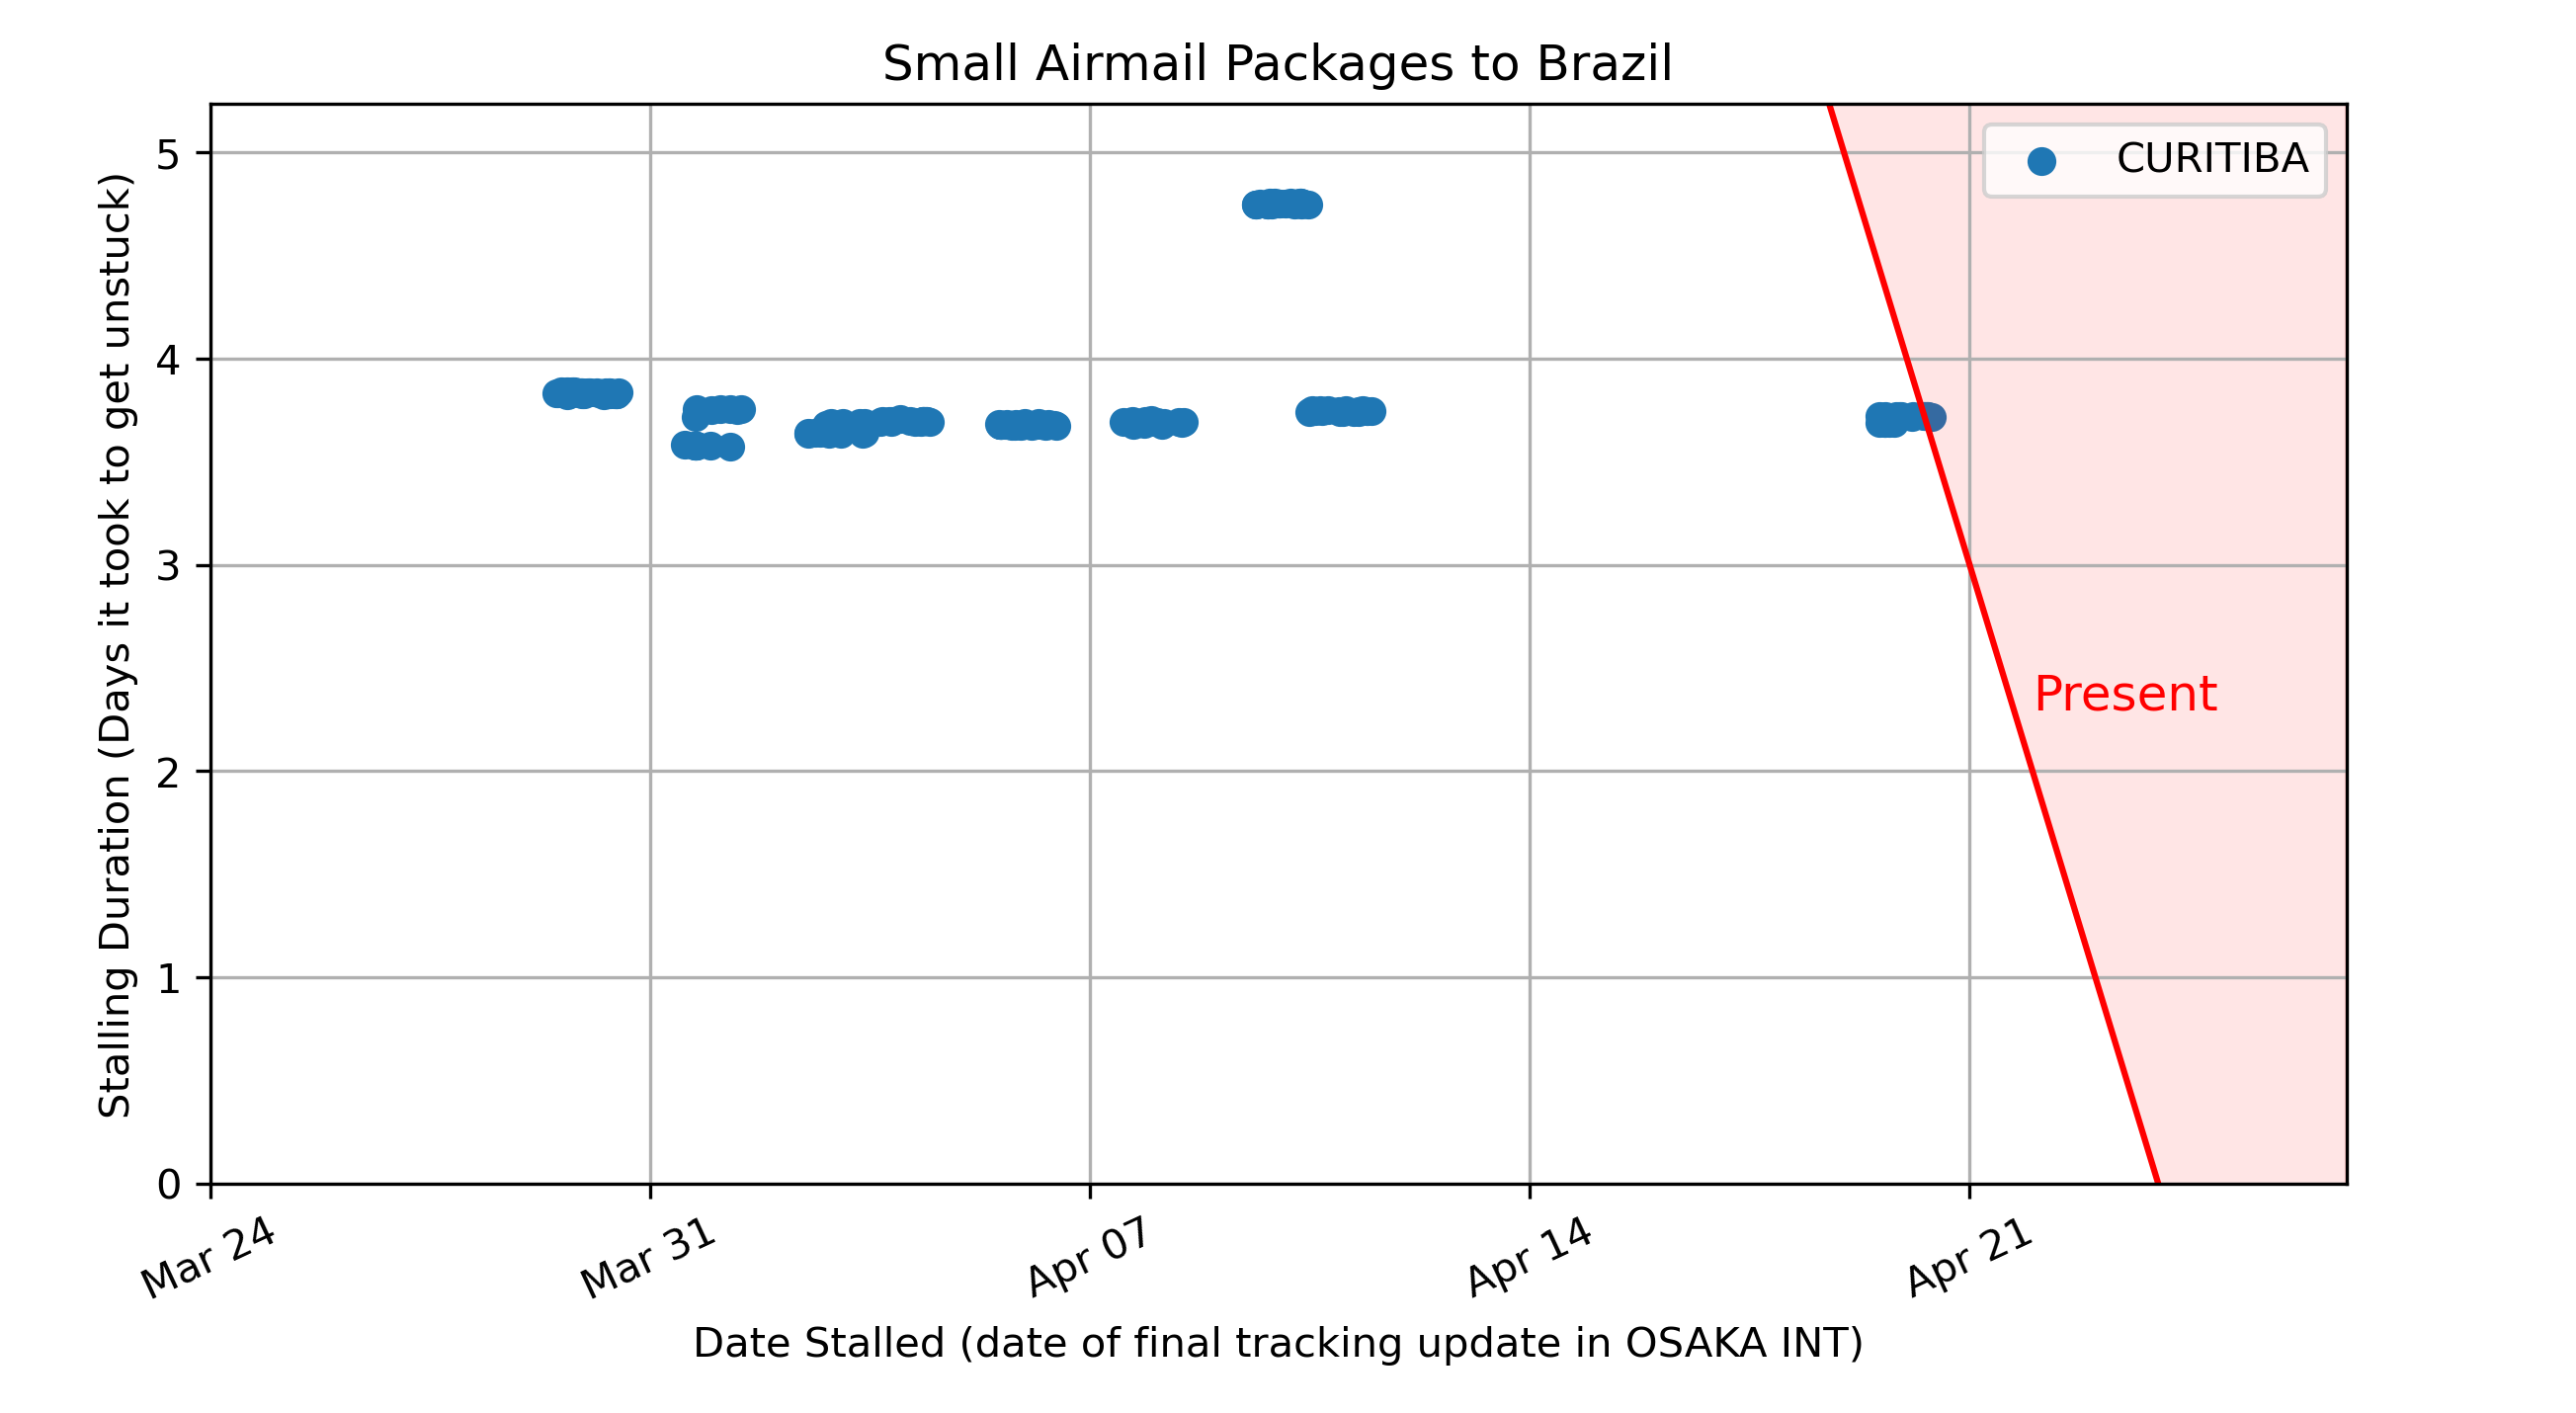 Small Airmail Packages to Brazil
CURITIBA
Stalling Duration (Days it took to get unstuck)
5
4
3
2
1
0
Present
Mar 24
Mar 31
Apr 07
Apr 14
Apr 21
Date Stalled (date of final tracking update in OSAKA INT)